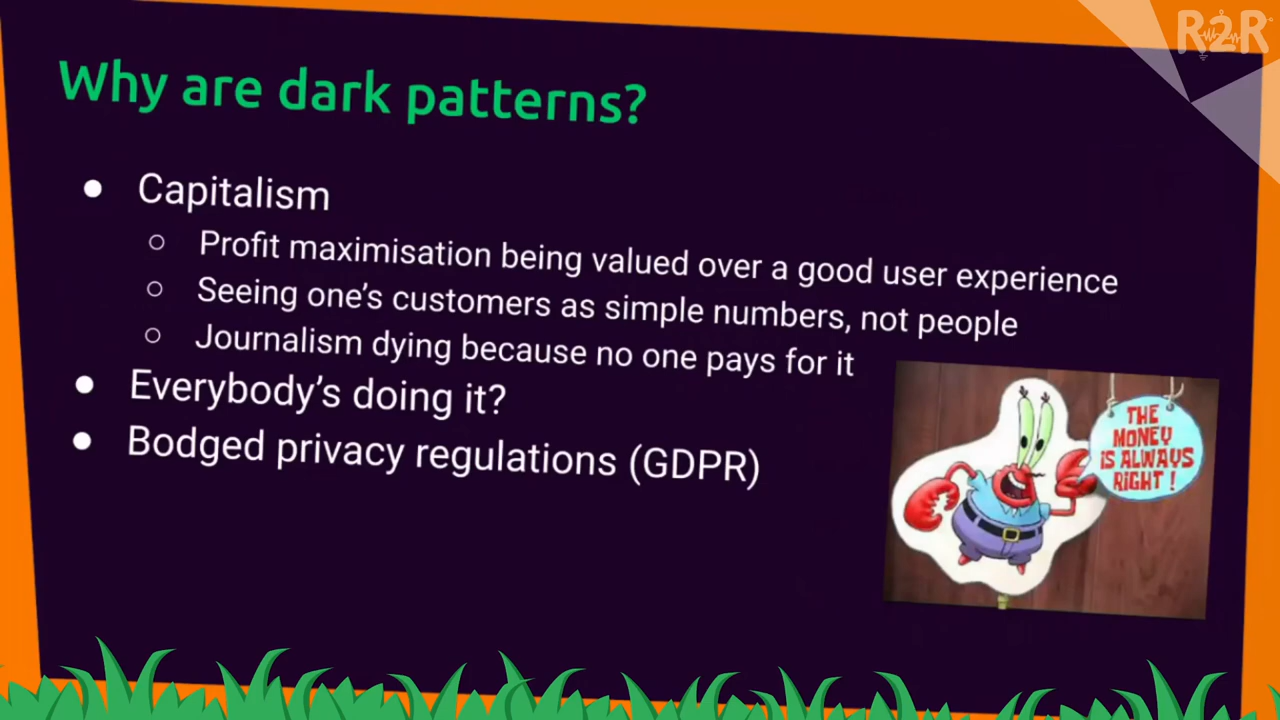 R2R
Why are dark patterns?
● Capitalism
○ Profit maximisation being valued over a good user experience
○ Seeing one's customers as simple numbers, not people
○ Journalism dying because no one pays for it
● Everybody's doing it?
● Bodged privacy regulations (GDPR)
THE
MONEY
IS ALWAYS
RIGHT!